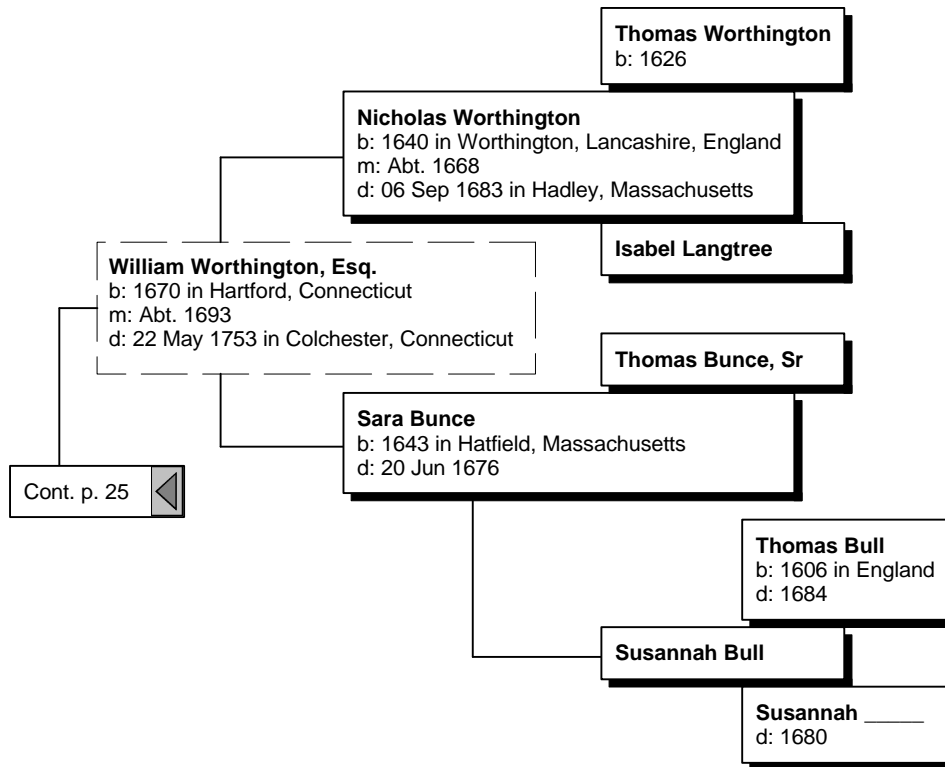 Thomas Worthington
b: 1626
Nicholas Worthington
b: 1640 in Worthington, Lancashire, England
m: Abt. 1668
d: 06 Sep 1683 in Hadley, Massachusetts
Isabel Langtree
William Worthington, Esq.
b: 1670 in Hartford, Connecticut
m: Abt. 1693
d: 22 May 1753 in Colchester, Connecticut
Thomas Bunce, Sr
Sara Bunce
b: 1643 in Hatfield, Massachusetts
d: 20 Jun 1676
Cont. p. 25
Thomas Bull
b: 1606 in England
d: 1684
Susannah Bull
Susannah _____
d: 1680